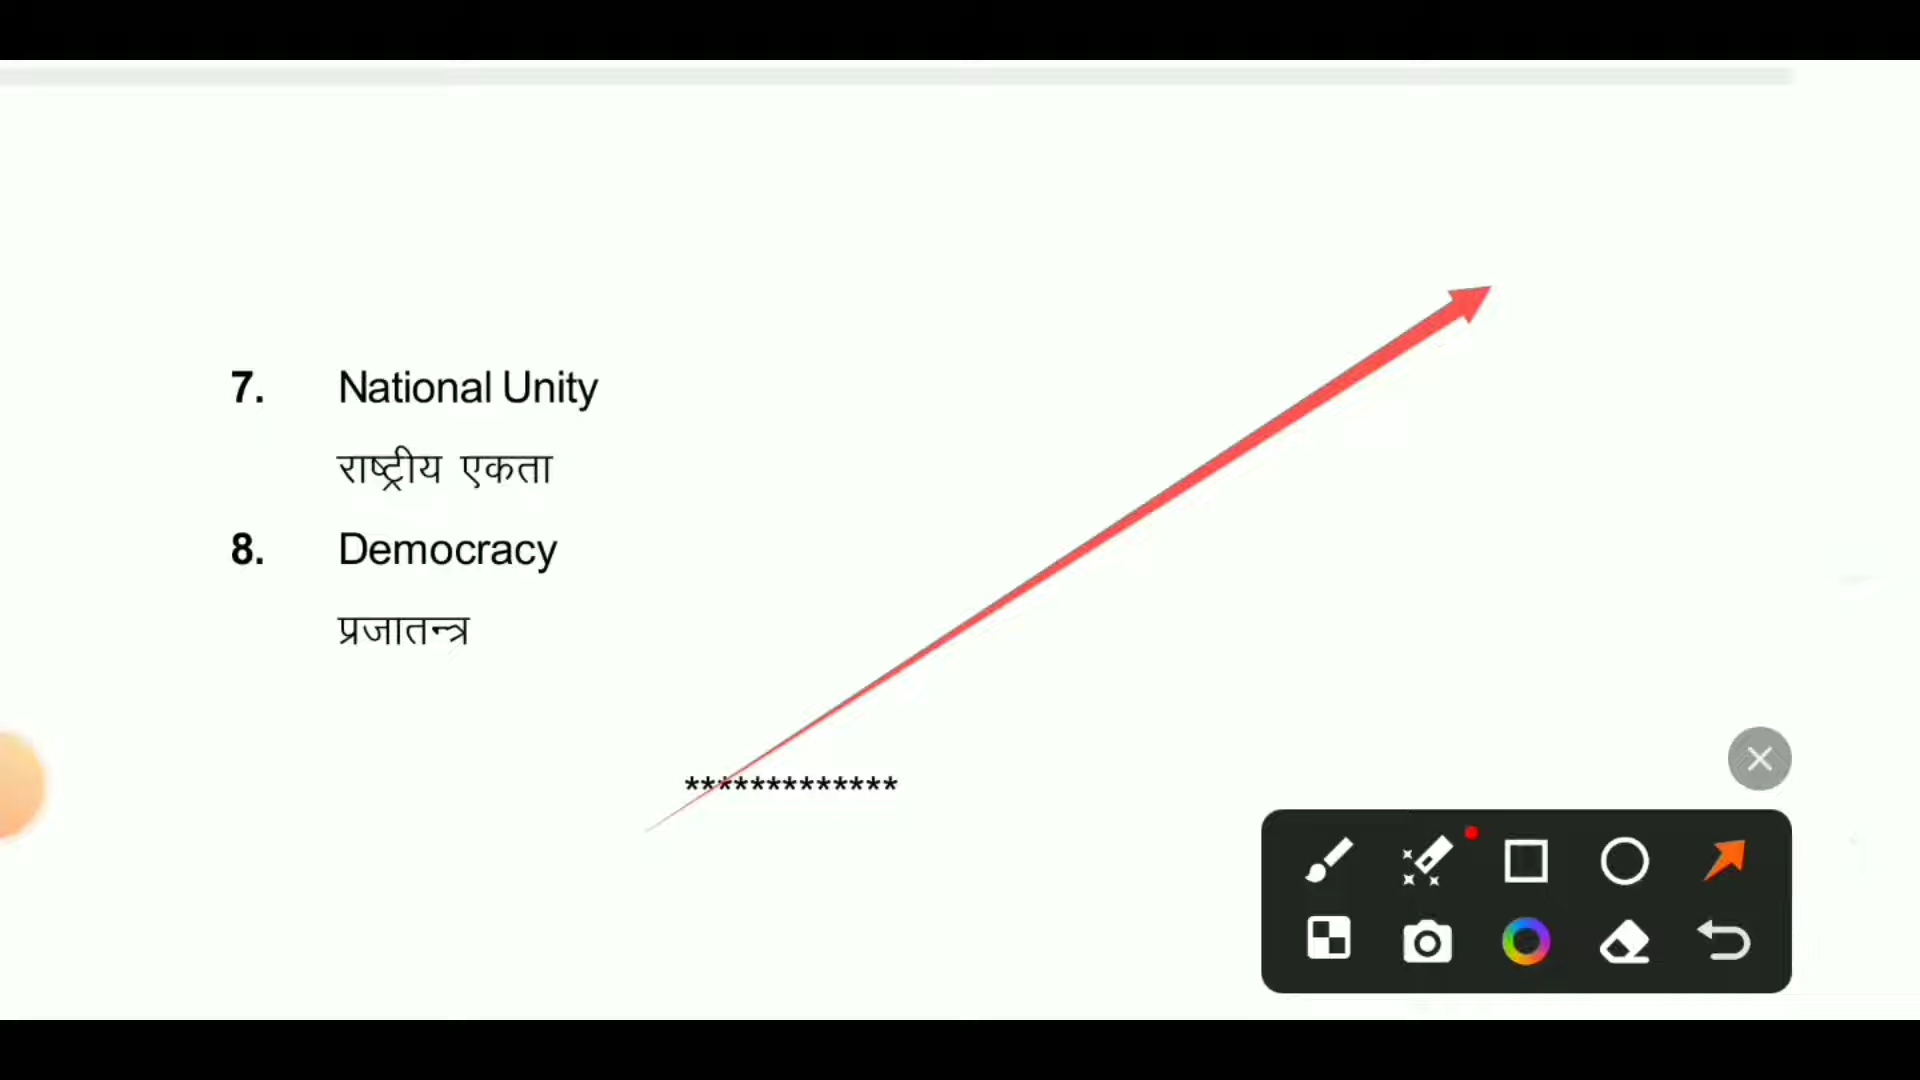 7. National Unity
राष्ट्रीय एकता
8. Democracy
प्रजातन्त्र
*************